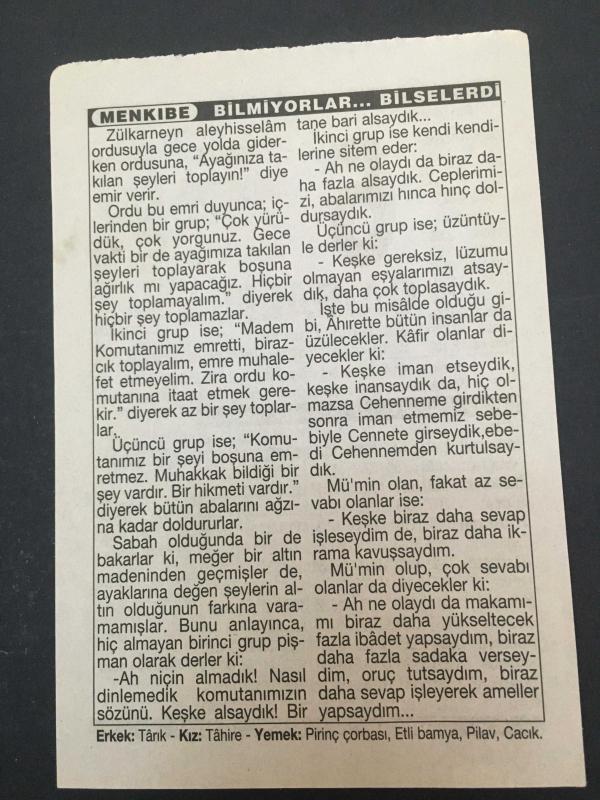 MENKIBE BİLMİYORLAR... BİLSELERDİ
Zülkarneyn aleyhisselâm
ordusuyla gece yolda gider-
ken ordusuna, “Ayağınıza ta-
kılan şeyleri toplayın!” diye
emir verir.
Ordu bu emri duyunca; iç-
lerinden bir grup; “Çok yürü-
dük, çok yorgunuz. Gece
vakti bir de ayağımıza takılan
şeyleri toplayarak boşuna
ağırlık mı yapacağız. Hiçbir
şey toplamayalım.” diyerek
hiçbir şey toplamazlar.
İkinci grup ise; “Madem
Komutanımız emretti, biraz-
cık toplayalım, emre muhale-
fet etmeyelim. Zira ordu ko-
mutanına itaat etmek gere-
kir.” diyerek az bir şey toplar-
lar.
Üçüncü grup ise; “Komu-
tanımız bir şeyi boşuna em-
retmez. Muhakkak bildiği bir
şey vardır. Bir hikmeti vardır.”
diyerek bütün abalarını ağzı-
na kadar doldururlar.
Sabah olduğunda bir de
bakarlar ki, meğer bir altın
madeninden geçmişler de,
ayaklarına değen şeylerin al-
tın olduğunun farkına vara-
mamışlar. Bunu anlayınca,
hiç almayan birinci grup piş-
man olarak derler ki:
-Ah niçin almadık! Nasıl
dinlemedik komutanımızın
sözünü. Keşke alsaydık! Bir
tane bari alsaydık...
İkinci grup ise kendi kendi-
lerine sitem eder:
- Ah ne olaydı da biraz da-
ha fazla alsaydık. Ceplerimi-
zi, abalarımızı hınca hınç dol-
dursaydık.
Üçüncü grup ise; üzüntüy-
le derler ki:
- Keşke gereksiz, lüzumu
olmayan eşyalarımızı atsay-
dık, daha çok toplasaydık.
İşte bu misâlde olduğu gi-
bi, Âhırette bütün insanlar da
üzülecekler. Kâfir olanlar di-
yecekler ki:
- Keşke iman etseydik,
keşke inansaydık da, hiç ol-
mazsa Cehenneme girdikten
sonra iman etmemiz sebe-
biyle Cennete girseydik,ebe-
di Cehennemden kurtulsay-
dık.
Mü'min olan, fakat az se-
vabı olanlar ise:
- Keşke biraz daha sevap
işleseydim de, biraz daha ik-
rama kavuşsaydım.
Mü'min olup, çok sevabı
olanlar da diyecekler ki:
- Ah ne olaydı da makamı-
mı biraz daha yükseltecek
fazla ibâdet yapsaydım, biraz
daha fazla sadaka versey-
dim, oruç tutsaydım, biraz
daha sevap işleyerek ameller
yapsaydım...
Erkek: Târık - Kız: Tâhire - Yemek: Pirinç çorbası, Etli bamya, Pilav, Cacık.